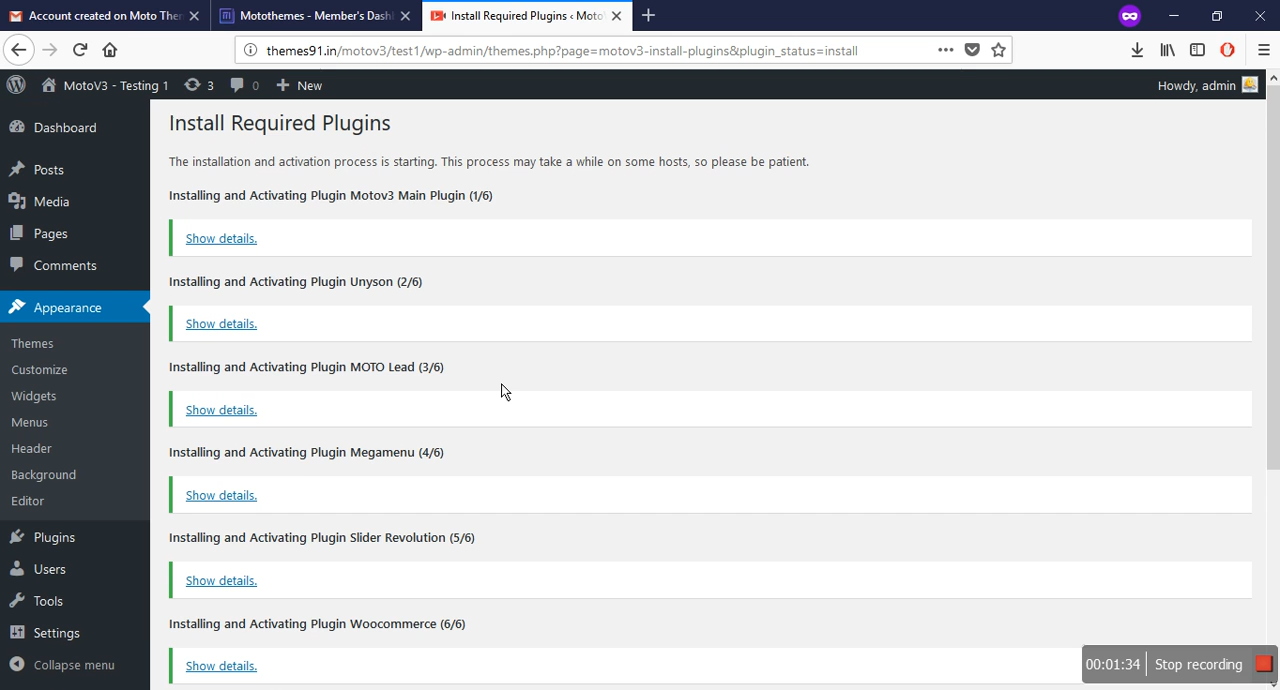 Account created on Moto Ther
Motothemes - Member's Dashl
Install Required Plugins ‹ Moto
themes91.in/motov3/test1/wp-admin/themes.php?page=motov3-install-plugins&plugin_status=install
MotoV3 - Testing 1 3 0 New Howdy, admin
Dashboard
Posts
Media
Pages
Comments
Appearance
Themes
Customize
Widgets
Menus
Header
Background
Editor
Plugins
Users
Tools
Settings
Collapse menu
Install Required Plugins
The installation and activation process is starting. This process may take a while on some hosts, so please be patient.
Installing and Activating Plugin Motov3 Main Plugin (1/6)
Show details.
Installing and Activating Plugin Unyson (2/6)
Show details.
Installing and Activating Plugin MOTO Lead (3/6)
Show details.
Installing and Activating Plugin Megamenu (4/6)
Show details.
Installing and Activating Plugin Slider Revolution (5/6)
Show details.
Installing and Activating Plugin Woocommerce (6/6)
Show details.
00:01:34 Stop recording